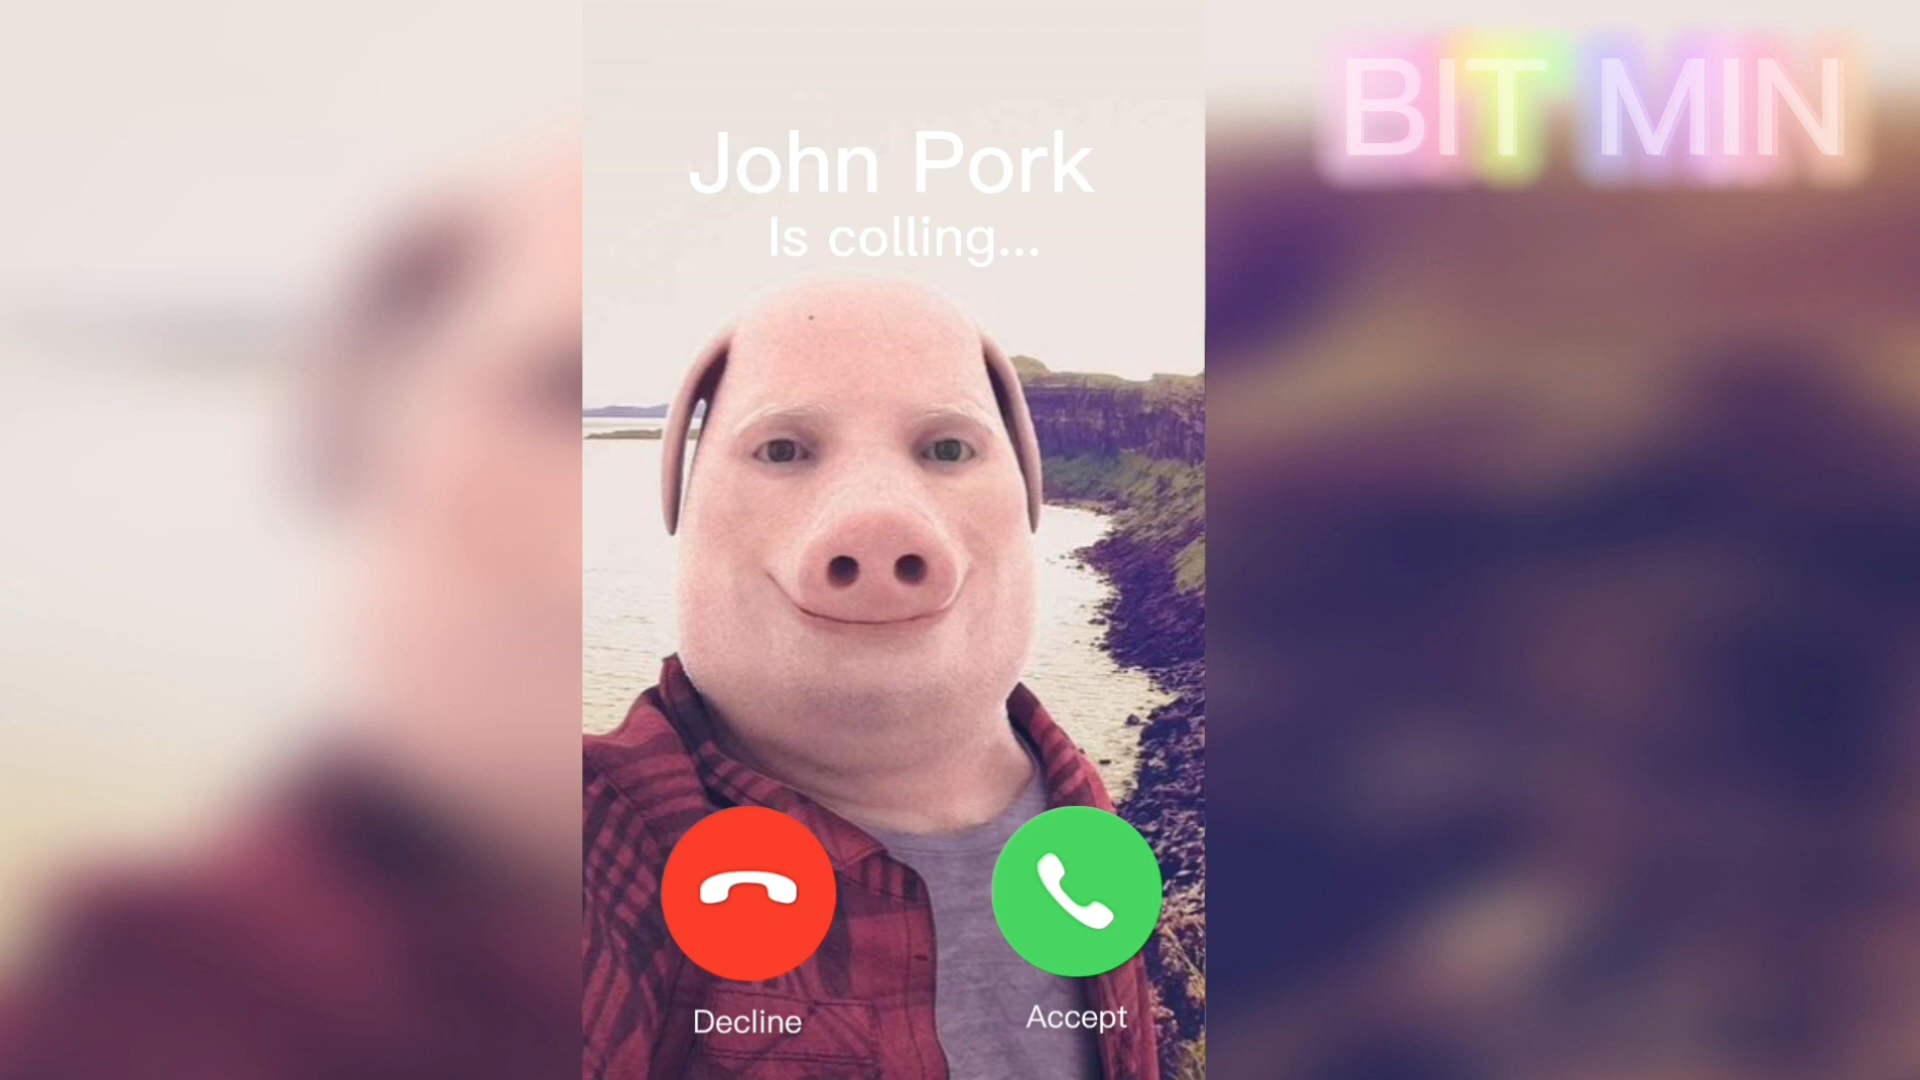 BIT MIN
John Pork
Is colling...
Decline
Accept